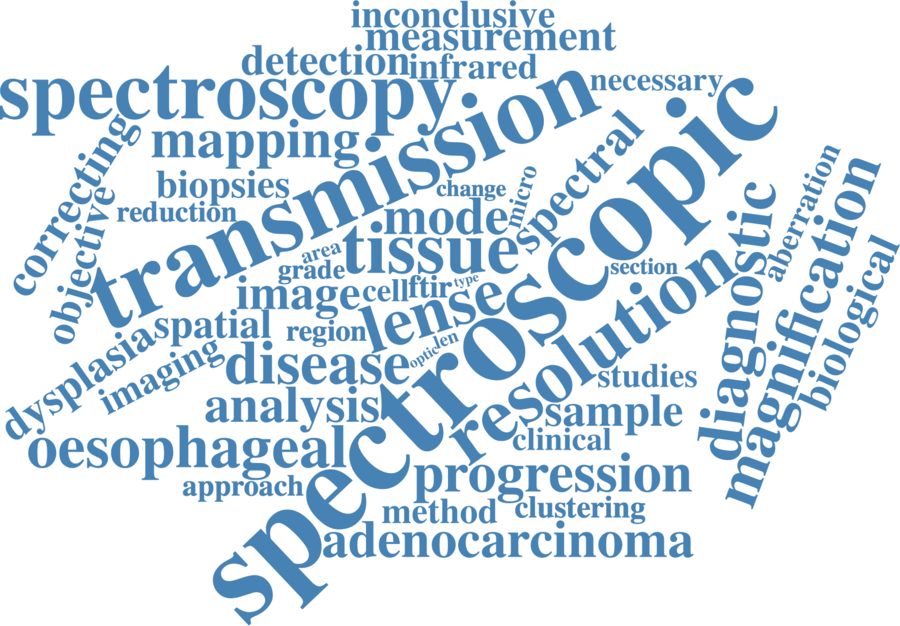 inconclusive
measurement
detection
infrared
necessary
spectroscopy
transmission
spectroscopic
mapping
correcting
biopsies
change
micro
spectral
objective
reduction
mode
tissue
area
grade
section
diagnostic
aberration
magnification
biological
image
cell
ftir
type
lense
resolution
spatial
region
optic
len
dysplasia
imaging
disease
studies
analysis
sample
oesophageal
clinical
approach
progression
method
clustering
adenocarcinoma